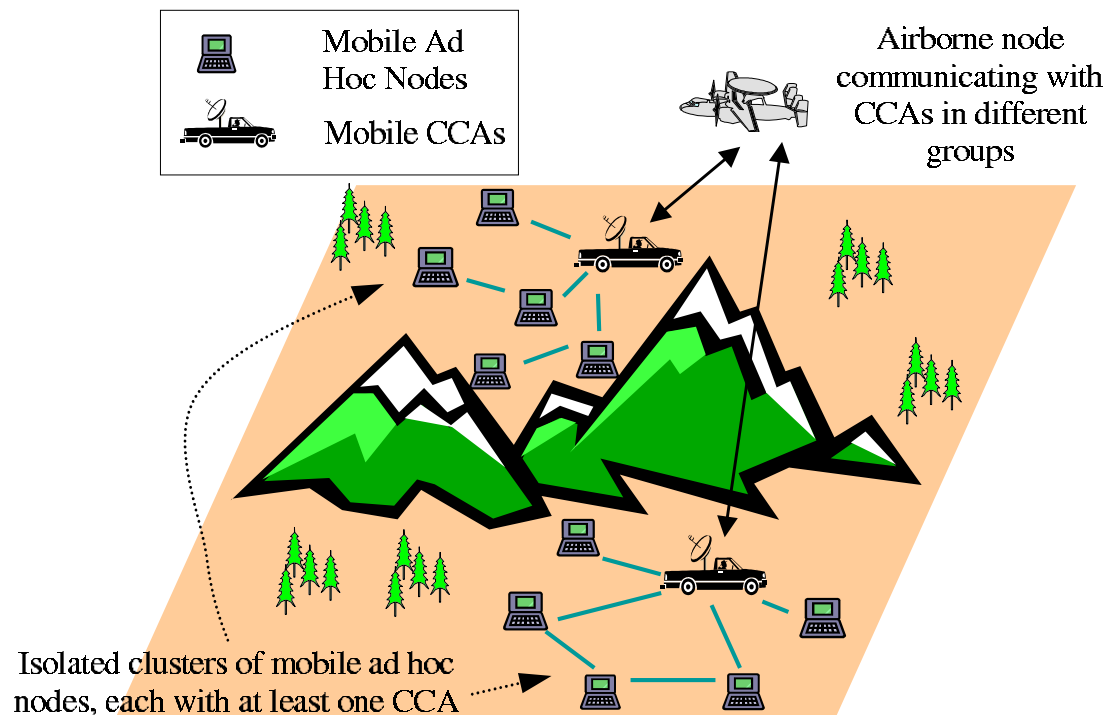 Mobile Ad
Hoc Nodes
Mobile CCAs
Airborne node
communicating with
CCAs in different
groups
Isolated clusters of mobile ad hoc
nodes, each with at least one CCA